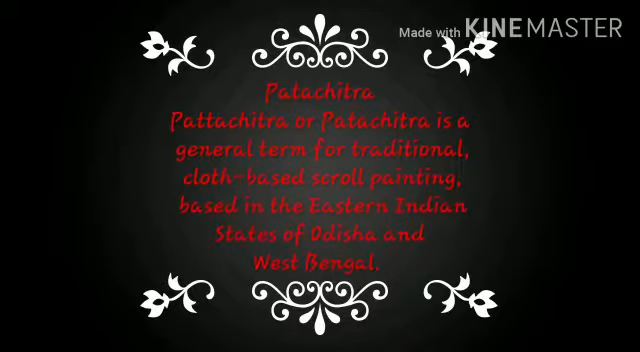 Made with KINEMASTER
Patachitra
Pattachitra or Patachitra is a
general term for traditional,
cloth-based scroll painting,
based in the Eastern Indian
States of Odisha and
West Bengal.